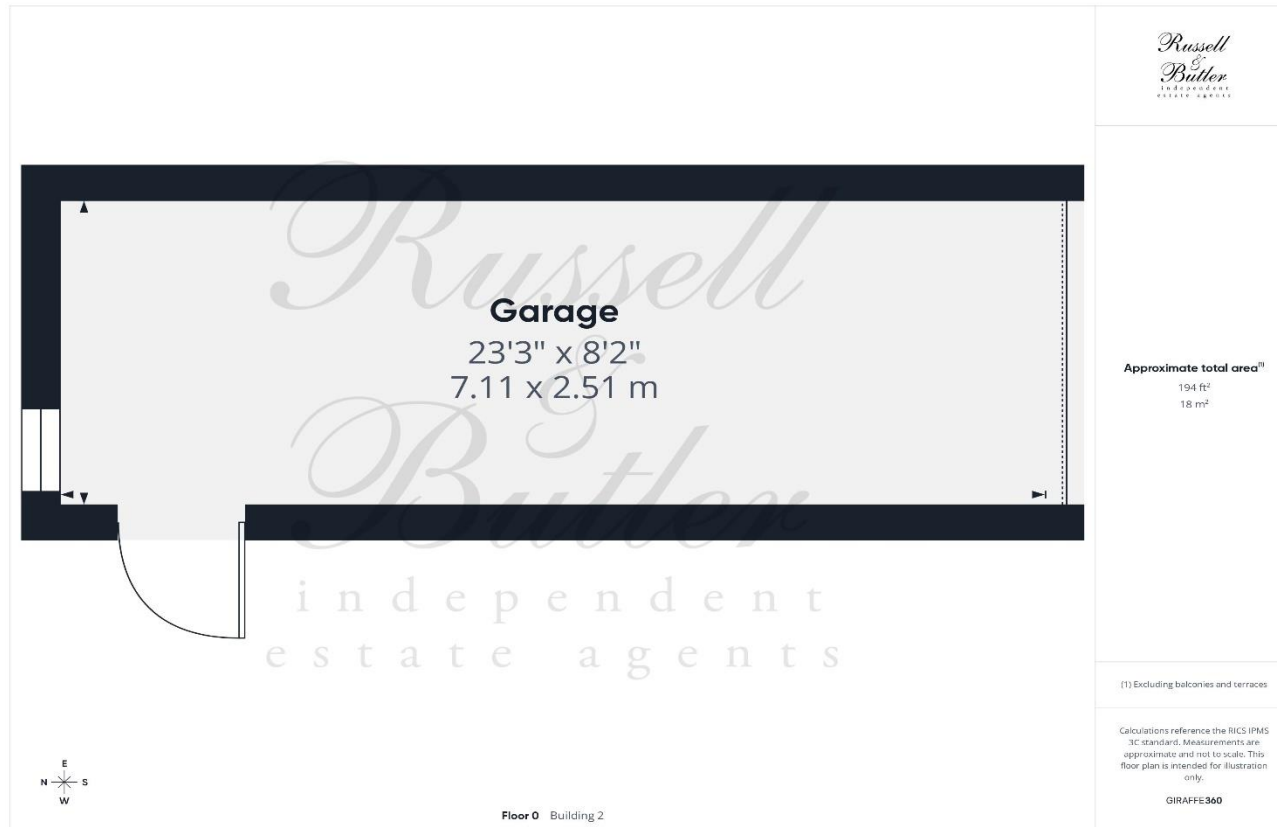 Russell
&
Butler
independent
estate agents
Russell
&
Butler
independent
estate agents
Garage
23'3" x 8'2"
7.11 x 2.51 m
Approximate total area(1)
194 ft²
18 m²
(1) Excluding balconies and terraces
Calculations reference the RICS IPMS
3C standard. Measurements are
approximate and not to scale. This
floor plan is intended for illustration
only.
GIRAFFE360
E
N S
W
Floor 0 Building 2